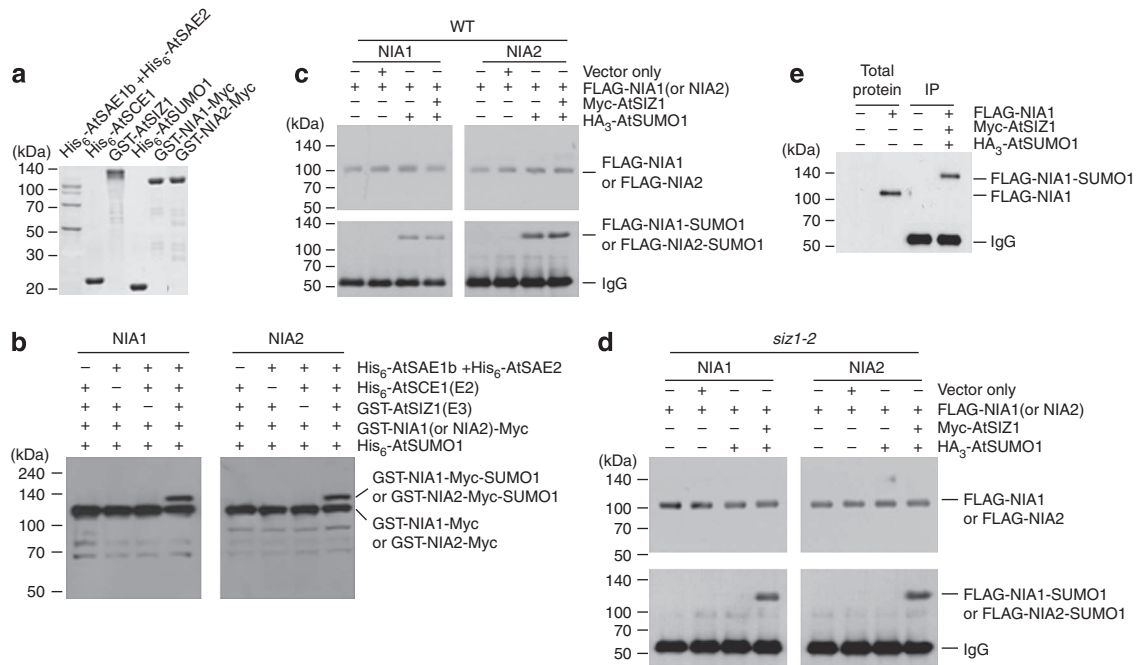 a
His6-AtSAE1b +His6-AtSAE2
His6-AtSCE1
GST-AtSIZ1
His6-AtSUMO1
GST-NIA1-Myc
GST-NIA2-Myc
(kDa)
140
100
70
50
30
20
b
NIA1
NIA2
– + + + – + + + His6-AtSAE1b +His6-AtSAE2
+ – + + + – + + His6-AtSCE1(E2)
+ + – + + + – + GST-AtSIZ1(E3)
+ + + + + + + + GST-NIA1(or NIA2)-Myc
+ + + + + + + + His6-AtSUMO1
(kDa)
240
140
100
70
50
GST-NIA1-Myc-SUMO1
or GST-NIA2-Myc-SUMO1
GST-NIA1-Myc
or GST-NIA2-Myc
c
WT
NIA1
NIA2
– + – – – + – – Vector only
+ + + + + + + + FLAG-NIA1(or NIA2)
– – – + – – – + Myc-AtSIZ1
– – + + – – + + HA3-AtSUMO1
(kDa)
140
100
70
50
FLAG-NIA1
or FLAG-NIA2
140
100
70
50
FLAG-NIA1-SUMO1
or FLAG-NIA2-SUMO1
IgG
d
siz1-2
NIA1
NIA2
– + – – – + – – Vector only
+ + + + + + + + FLAG-NIA1(or NIA2)
– – – + – – – + Myc-AtSIZ1
– – + + – – + + HA3-AtSUMO1
(kDa)
140
100
70
50
FLAG-NIA1
or FLAG-NIA2
140
100
70
50
FLAG-NIA1-SUMO1
or FLAG-NIA2-SUMO1
IgG
e
Total
protein
IP
– + – + FLAG-NIA1
– – – + Myc-AtSIZ1
– – – + HA3-AtSUMO1
(kDa)
140
100
70
50
FLAG-NIA1-SUMO1
FLAG-NIA1
IgG